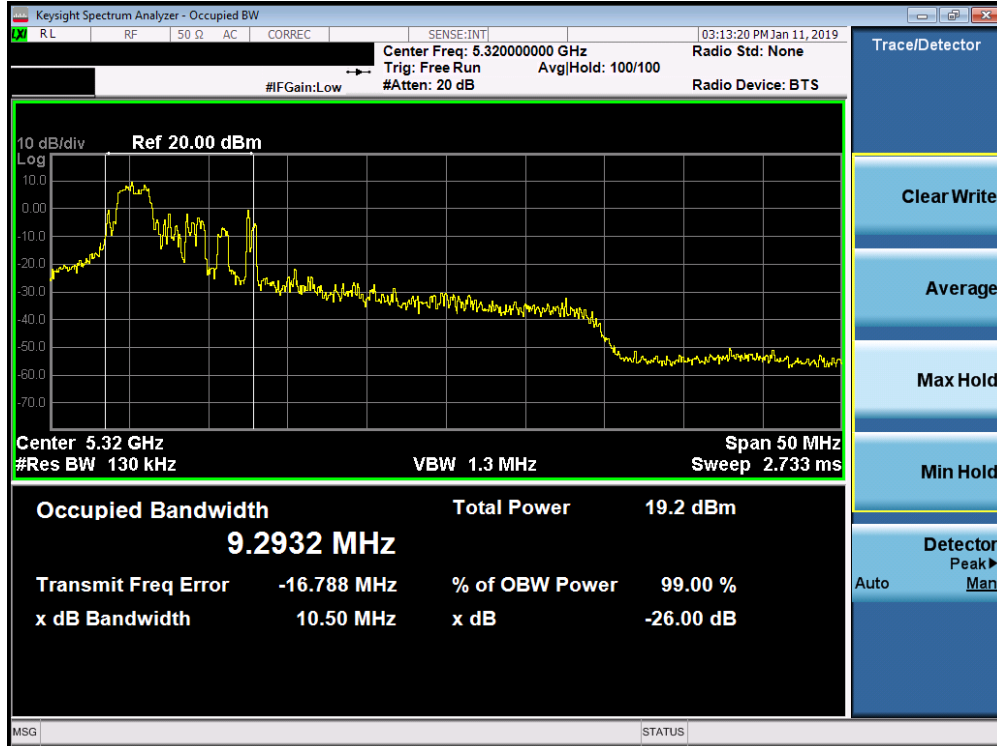 Keysight Spectrum Analyzer - Occupied BW
LXI RL RF 50 Ω AC CORREC SENSE:INT 03:13:20 PM Jan 11, 2019
Center Freq: 5.320000000 GHz Radio Std: None
Trig: Free Run Avg|Hold: 100/100
#IFGain:Low #Atten: 20 dB Radio Device: BTS
10 dB/div Ref 20.00 dBm
Log
10.0
0.00
-10.0
-20.0
-30.0
-40.0
-50.0
-60.0
-70.0
Center 5.32 GHz Span 50 MHz
#Res BW 130 kHz VBW 1.3 MHz Sweep 2.733 ms
Occupied Bandwidth Total Power 19.2 dBm
9.2932 MHz
Transmit Freq Error -16.788 MHz % of OBW Power 99.00 %
x dB Bandwidth 10.50 MHz x dB -26.00 dB
MSG STATUS
Trace/Detector
Clear Write
Average
Max Hold
Min Hold
Detector
Peak▶
Auto Man